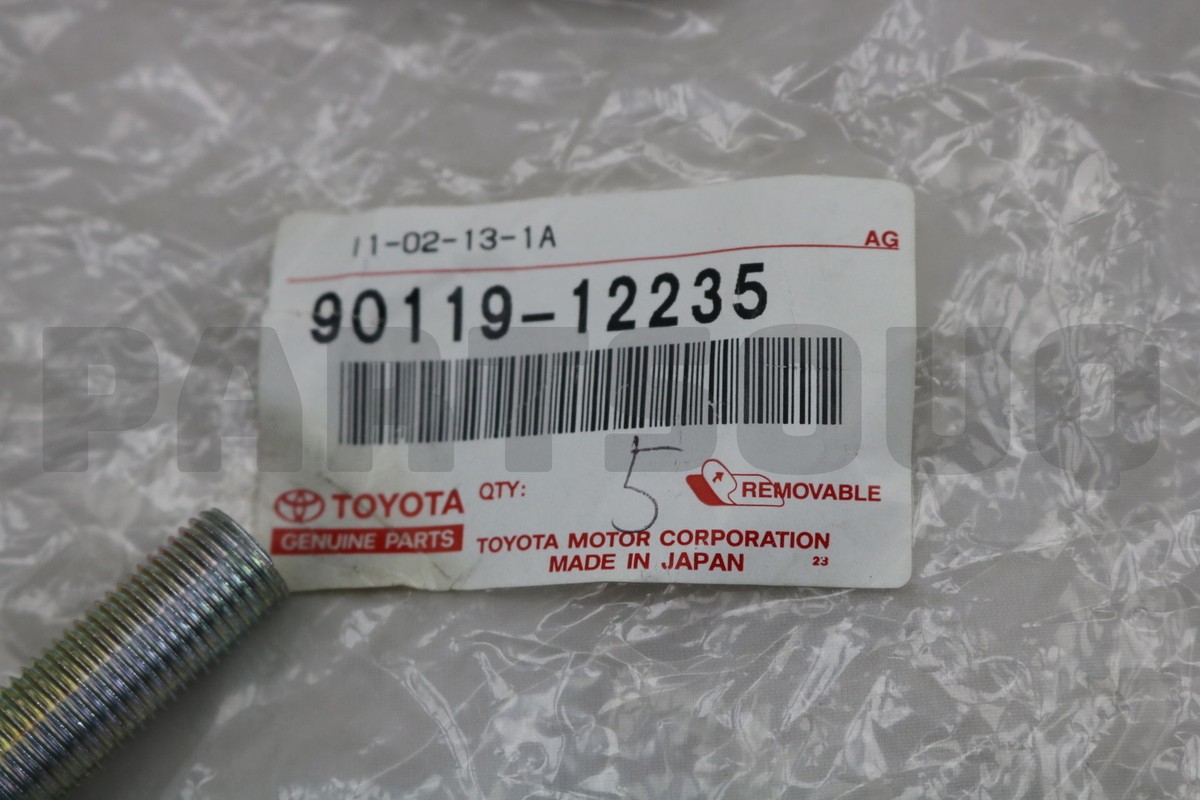 11-02-13-1A
AG
90119-12235
PARTSOUQ
5
TOYOTA
QTY:
REMOVABLE
GENUINE PARTS
TOYOTA MOTOR CORPORATION
MADE IN JAPAN
23